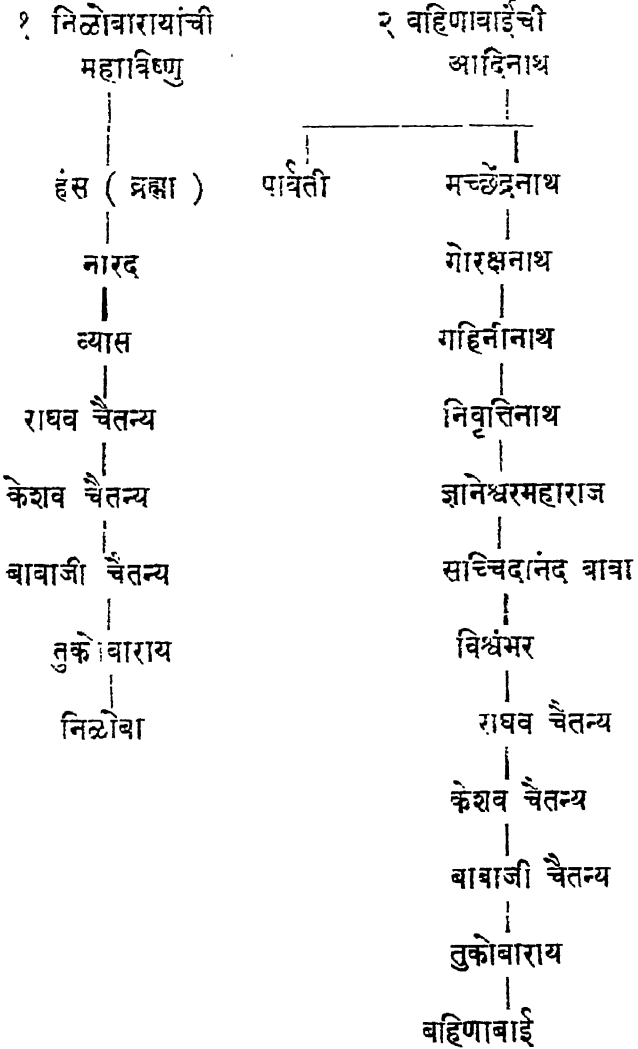 १ निळोबारायांची
महाविष्णु
हंस ( ब्रह्मा )
नारद
व्यास
राघव चैतन्य
केशव चैतन्य
बाबाजी चैतन्य
तुकोबाराय
निळोबा
२ बहिणाबाईची
आदिनाथ
पार्वती मच्छेंद्रनाथ
गोरक्षनाथ
गहिनीनाथ
निवृत्तिनाथ
ज्ञानेश्वरमहाराज
सच्चिदानंद बाबा
विश्वंभर
राघव चैतन्य
केशव चैतन्य
बाबाजी चैतन्य
तुकोबाराय
बहिणाबाई